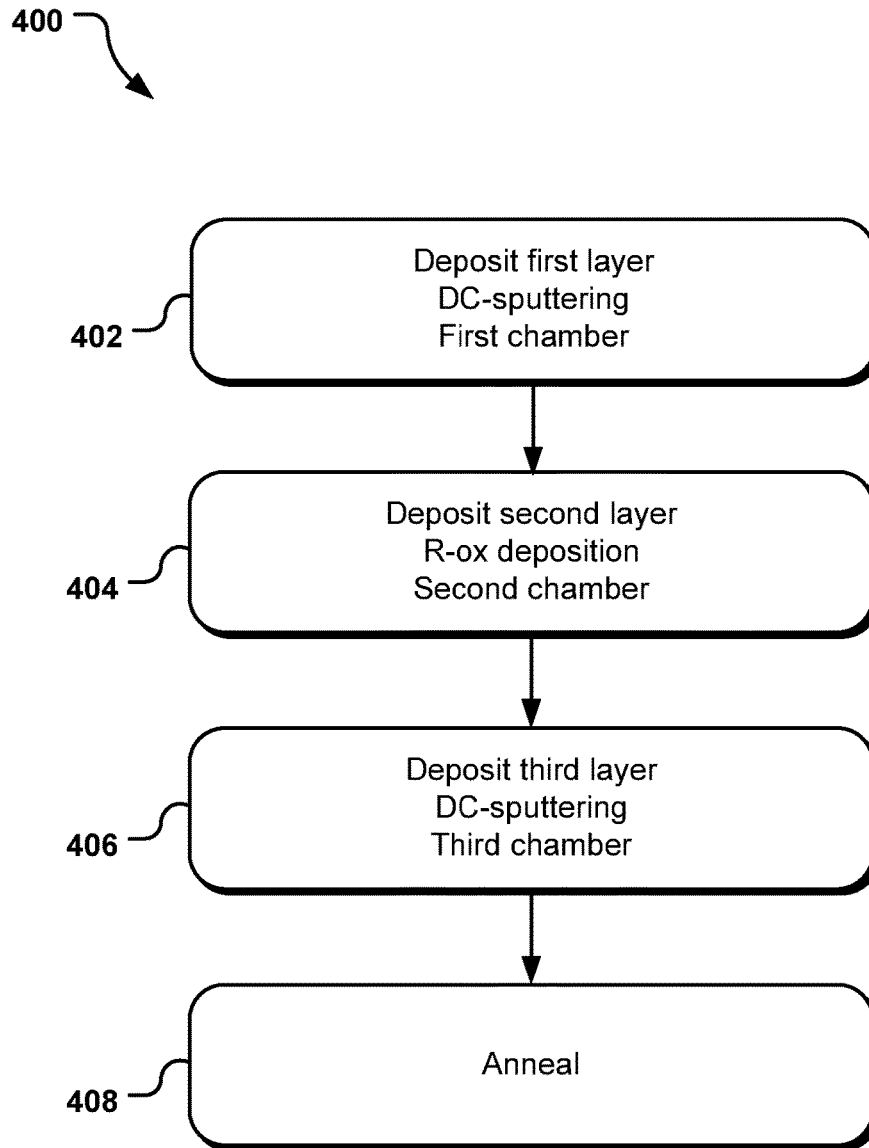 400
Deposit first layer
DC-sputtering
First chamber
402
Deposit second layer
R-ox deposition
Second chamber
404
Deposit third layer
DC-sputtering
Third chamber
406
Anneal
408